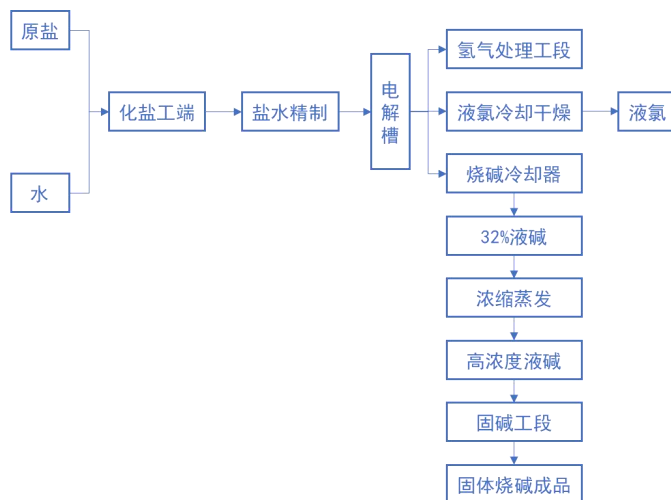 原盐
水
化盐工端
盐水精制
电解槽
氢气处理工段
液氯冷却干燥
液氯
烧碱冷却器
32%液碱
浓缩蒸发
高浓度液碱
固碱工段
固体烧碱成品